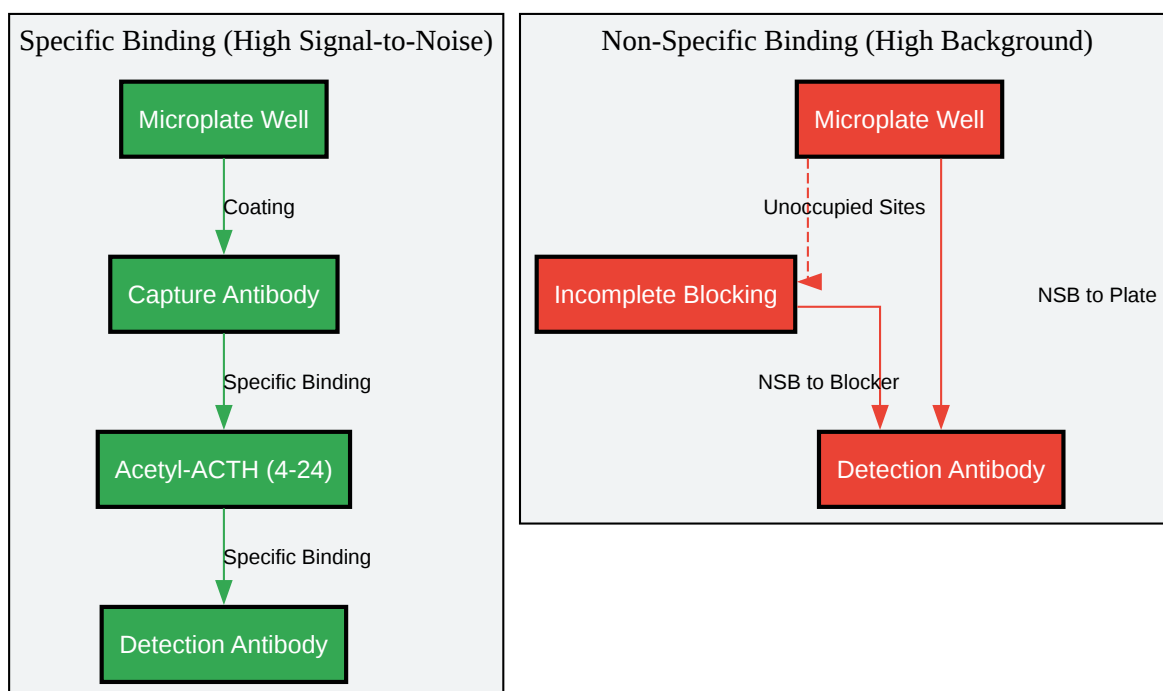 Specific Binding (High Signal-to-Noise)
Microplate Well
Coating
Capture Antibody
Specific Binding
Acetyl-ACTH (4-24)
Specific Binding
Detection Antibody
Non-Specific Binding (High Background)
Microplate Well
Unoccupied Sites
Incomplete Blocking
NSB to Plate
NSB to Blocker
Detection Antibody